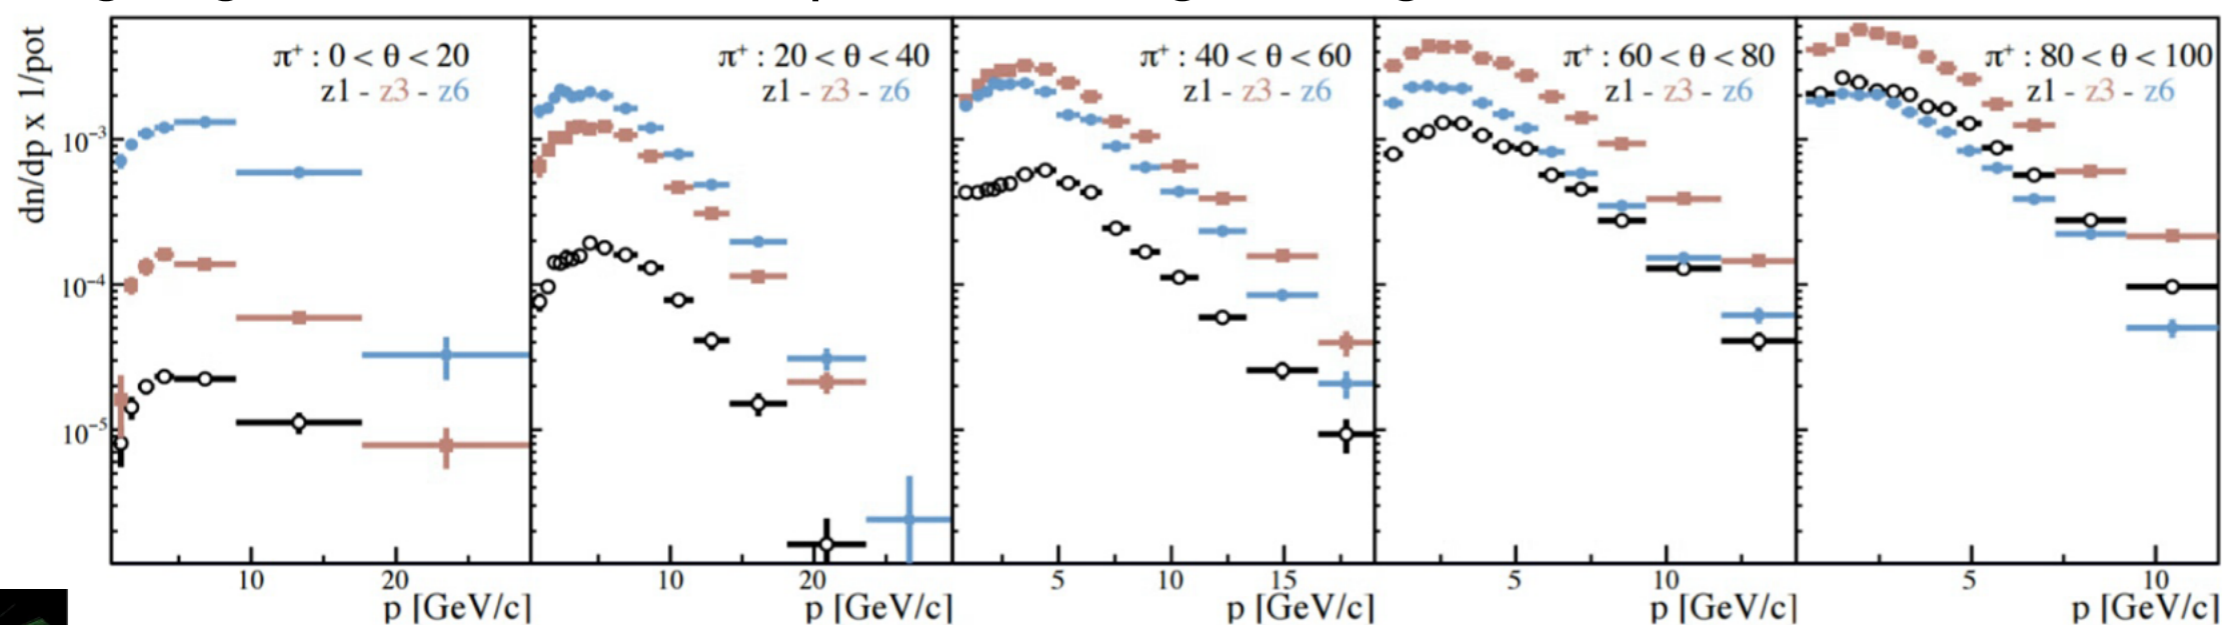 dn/dp x 1/pot
10⁻³
10⁻⁴
10⁻⁵
π⁺ : 0 < θ < 20
z1 - z3 - z6
10 20
p [GeV/c]
π⁺ : 20 < θ < 40
z1 - z3 - z6
10 20
p [GeV/c]
π⁺ : 40 < θ < 60
z1 - z3 - z6
5 10 15
p [GeV/c]
π⁺ : 60 < θ < 80
z1 - z3 - z6
5 10
p [GeV/c]
π⁺ : 80 < θ < 100
z1 - z3 - z6
5 10
p [GeV/c]